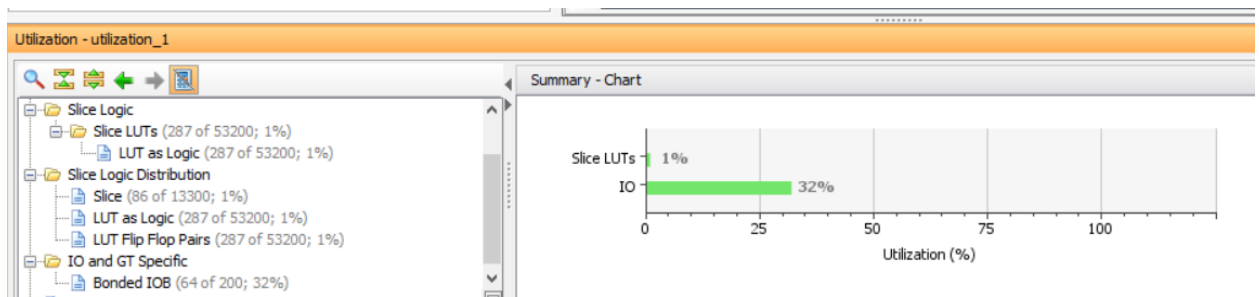 Utilization - utilization_1
Slice Logic
Slice LUTs (287 of 53200; 1%)
LUT as Logic (287 of 53200; 1%)
Slice Logic Distribution
Slice (86 of 13300; 1%)
LUT as Logic (287 of 53200; 1%)
LUT Flip Flop Pairs (287 of 53200; 1%)
IO and GT Specific
Bonded IOB (64 of 200; 32%)
Summary - Chart
Slice LUTs 1%
IO 32%
0 25 50 75 100
Utilization (%)